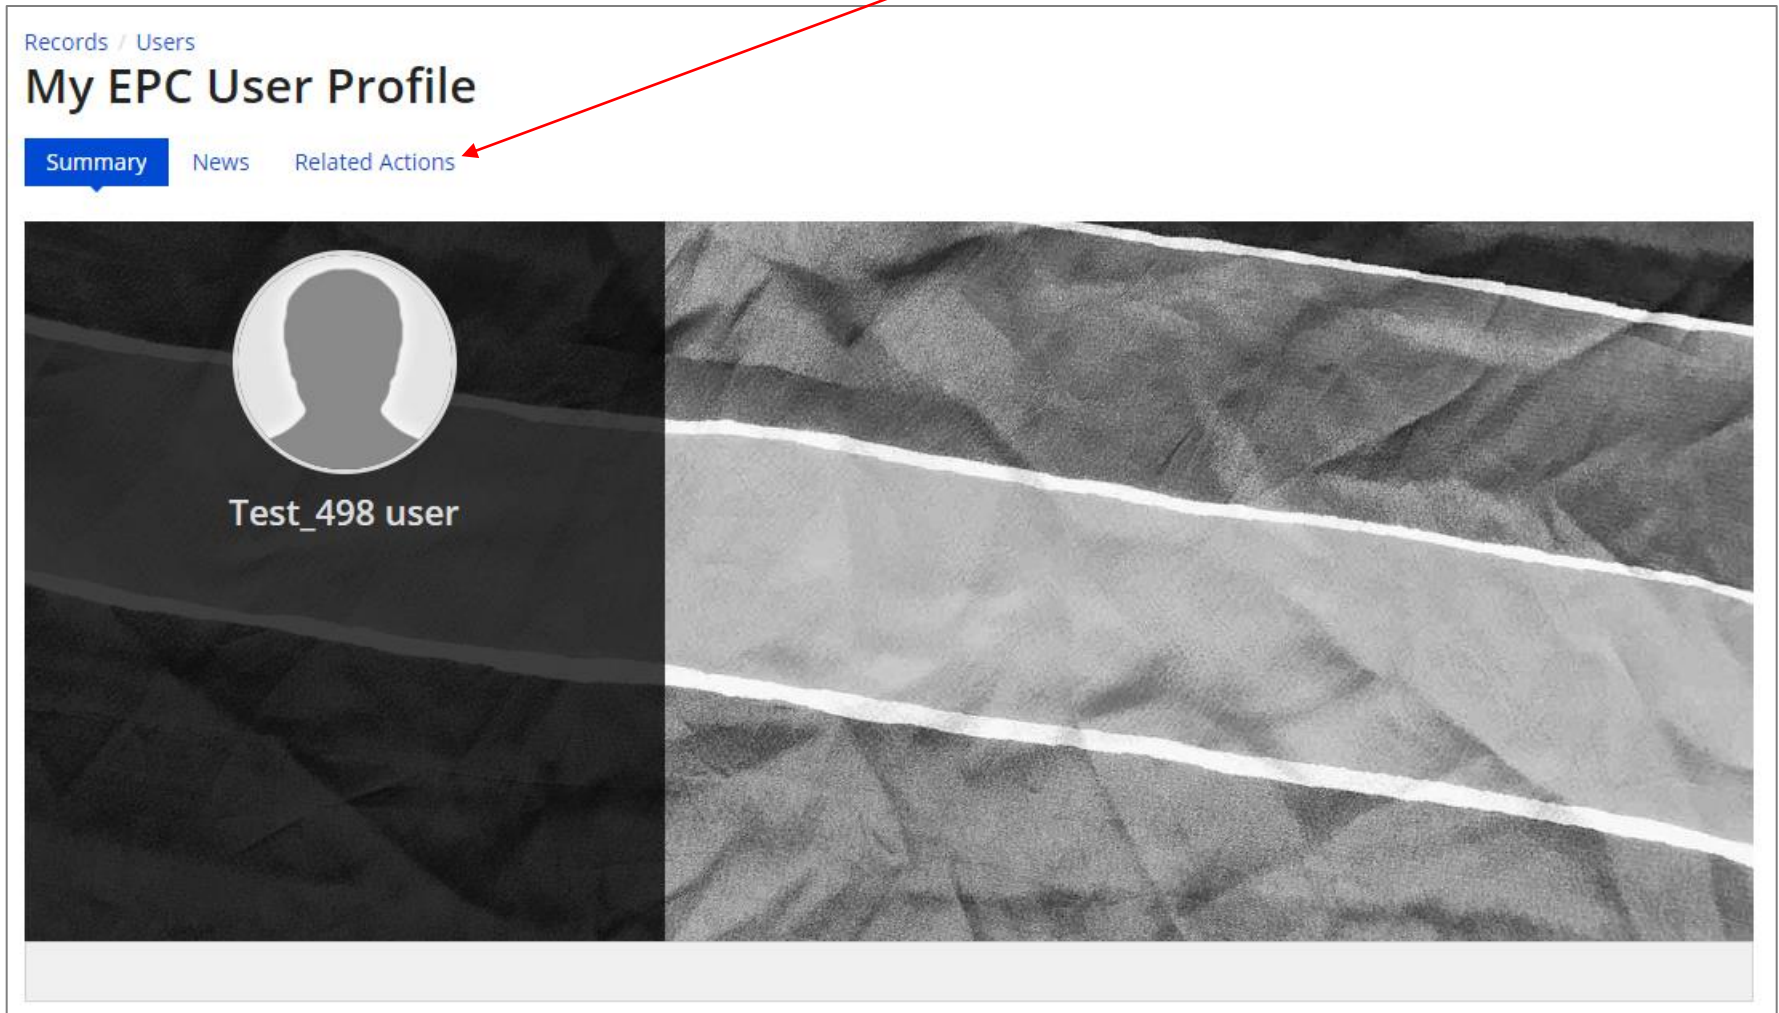 Records / Users
My EPC User Profile
Summary News Related Actions
Test_498 user